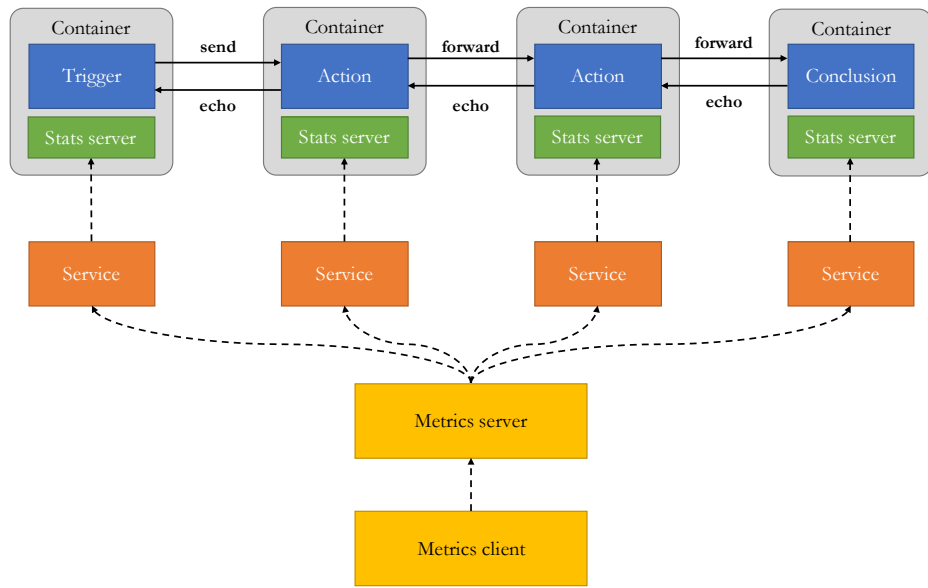 Container
Container
Container
Container
send
forward
forward
Trigger
Action
Action
Conclusion
echo
echo
echo
Stats server
Stats server
Stats server
Stats server
Service
Service
Service
Service
Metrics server
Metrics client